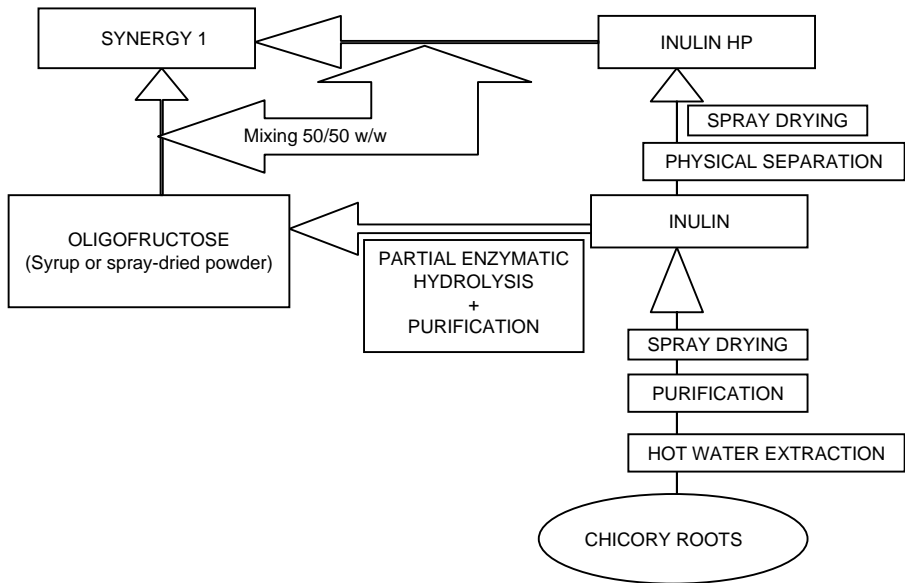 SYNERGY 1
INULIN HP
SPRAY DRYING
Mixing 50/50 w/w
PHYSICAL SEPARATION
INULIN
OLIGOFRUCTOSE
(Syrup or spray-dried powder)
PARTIAL ENZYMATIC
HYDROLYSIS
+
PURIFICATION
SPRAY DRYING
PURIFICATION
HOT WATER EXTRACTION
CHICORY ROOTS